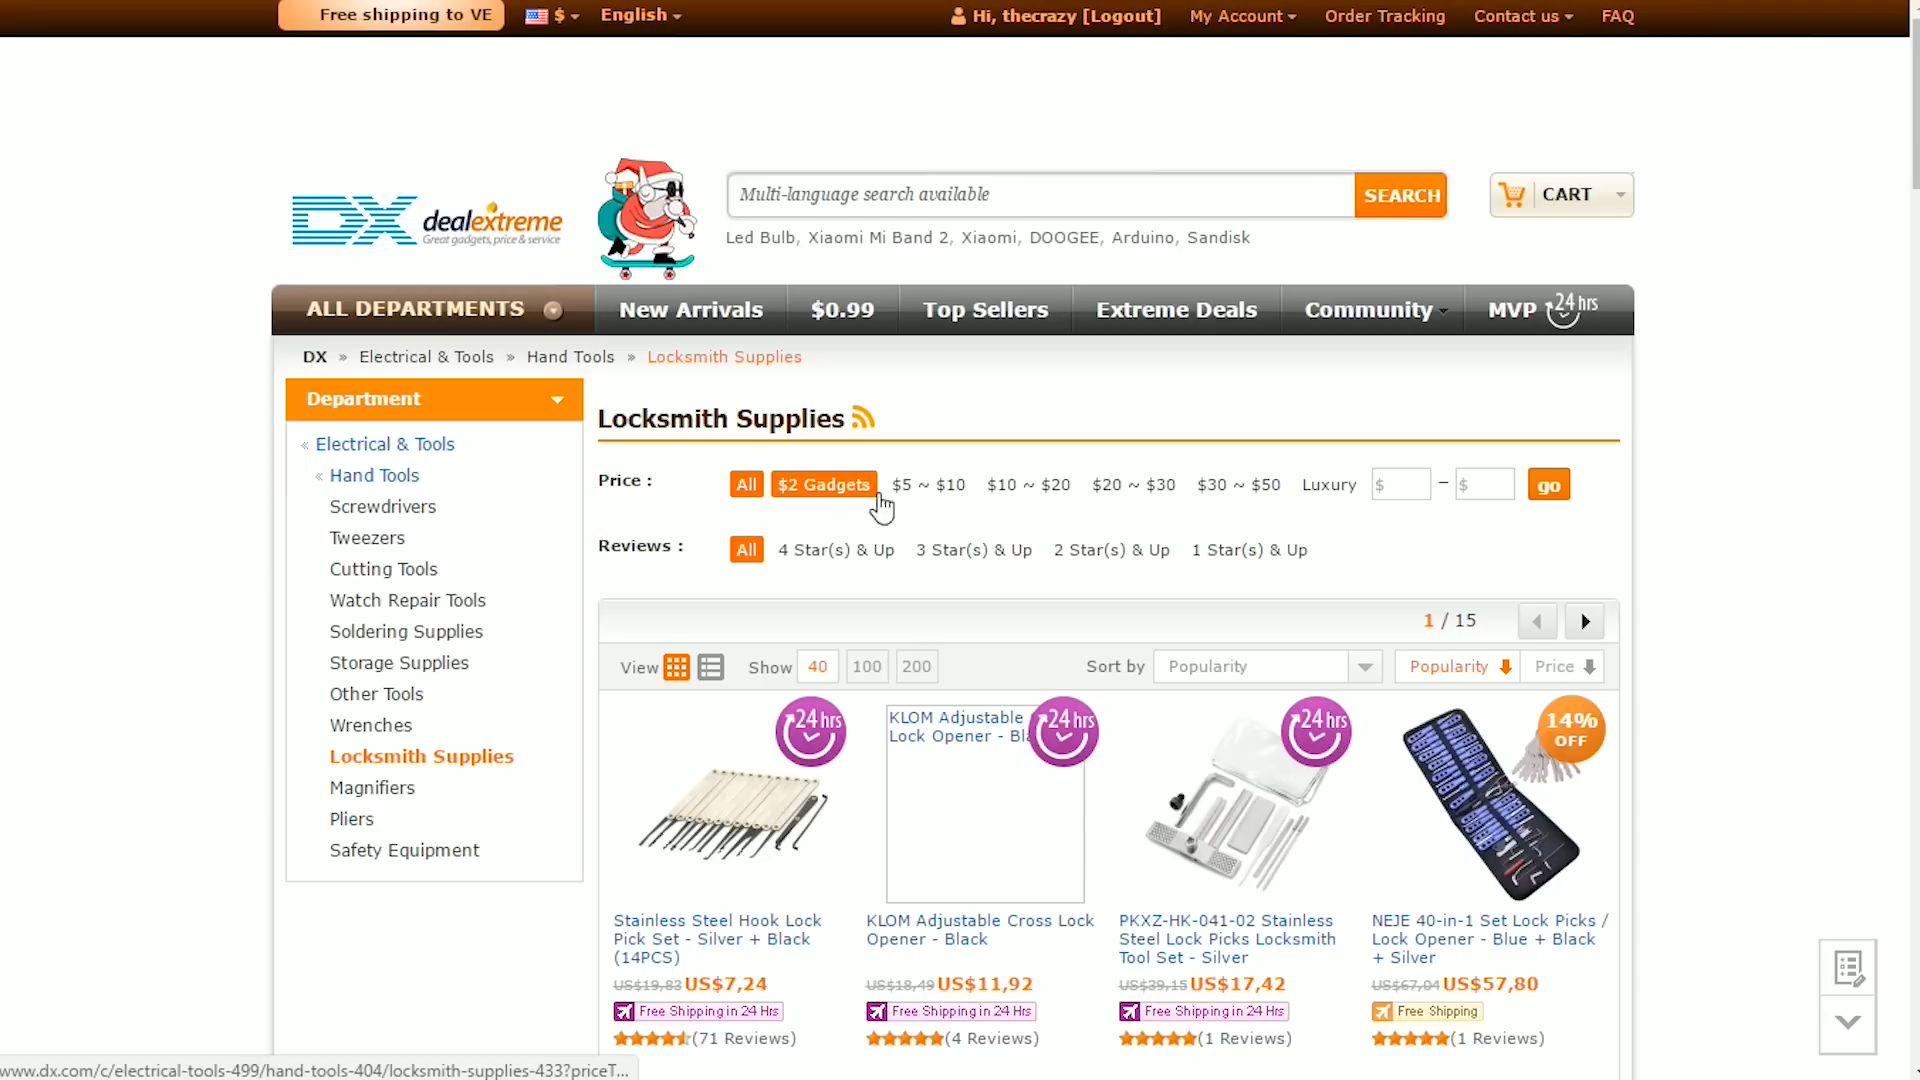 Free shipping to VE
$
English
Hi, thecrazy [Logout]
My Account
Order Tracking
Contact us
FAQ
DX
dealextreme
Great gadgets, price & service
Multi-language search available
SEARCH
CART
Led Bulb, Xiaomi Mi Band 2, Xiaomi, DOOGEE, Arduino, Sandisk
ALL DEPARTMENTS
New Arrivals
$0.99
Top Sellers
Extreme Deals
Community
MVP 24 hrs
DX » Electrical & Tools » Hand Tools » Locksmith Supplies
Department
« Electrical & Tools
« Hand Tools
Screwdrivers
Tweezers
Cutting Tools
Watch Repair Tools
Soldering Supplies
Storage Supplies
Other Tools
Wrenches
Locksmith Supplies
Magnifiers
Pliers
Safety Equipment
Locksmith Supplies
Price : All $2 Gadgets $5 ~ $10 $10 ~ $20 $20 ~ $30 $30 ~ $50 Luxury $ – $ go
Reviews : All 4 Star(s) & Up 3 Star(s) & Up 2 Star(s) & Up 1 Star(s) & Up
1 / 15
View Show 40 100 200 Sort by Popularity Popularity Price
24 hrs
Stainless Steel Hook Lock
Pick Set - Silver + Black
(14PCS)
US$19,83 US$7,24
Free Shipping in 24 Hrs
(71 Reviews)
KLOM Adjustable
Lock Opener - Bla
24 hrs
KLOM Adjustable Cross Lock
Opener - Black
US$18,49 US$11,92
Free Shipping in 24 Hrs
(4 Reviews)
24 hrs
PKXZ-HK-041-02 Stainless
Steel Lock Picks Locksmith
Tool Set - Silver
US$39,15 US$17,42
Free Shipping in 24 Hrs
(1 Reviews)
14%
OFF
NEJE 40-in-1 Set Lock Picks /
Lock Opener - Blue + Black
+ Silver
US$67,04 US$57,80
Free Shipping
(1 Reviews)
www.dx.com/c/electrical-tools-499/hand-tools-404/locksmith-supplies-433?priceT...